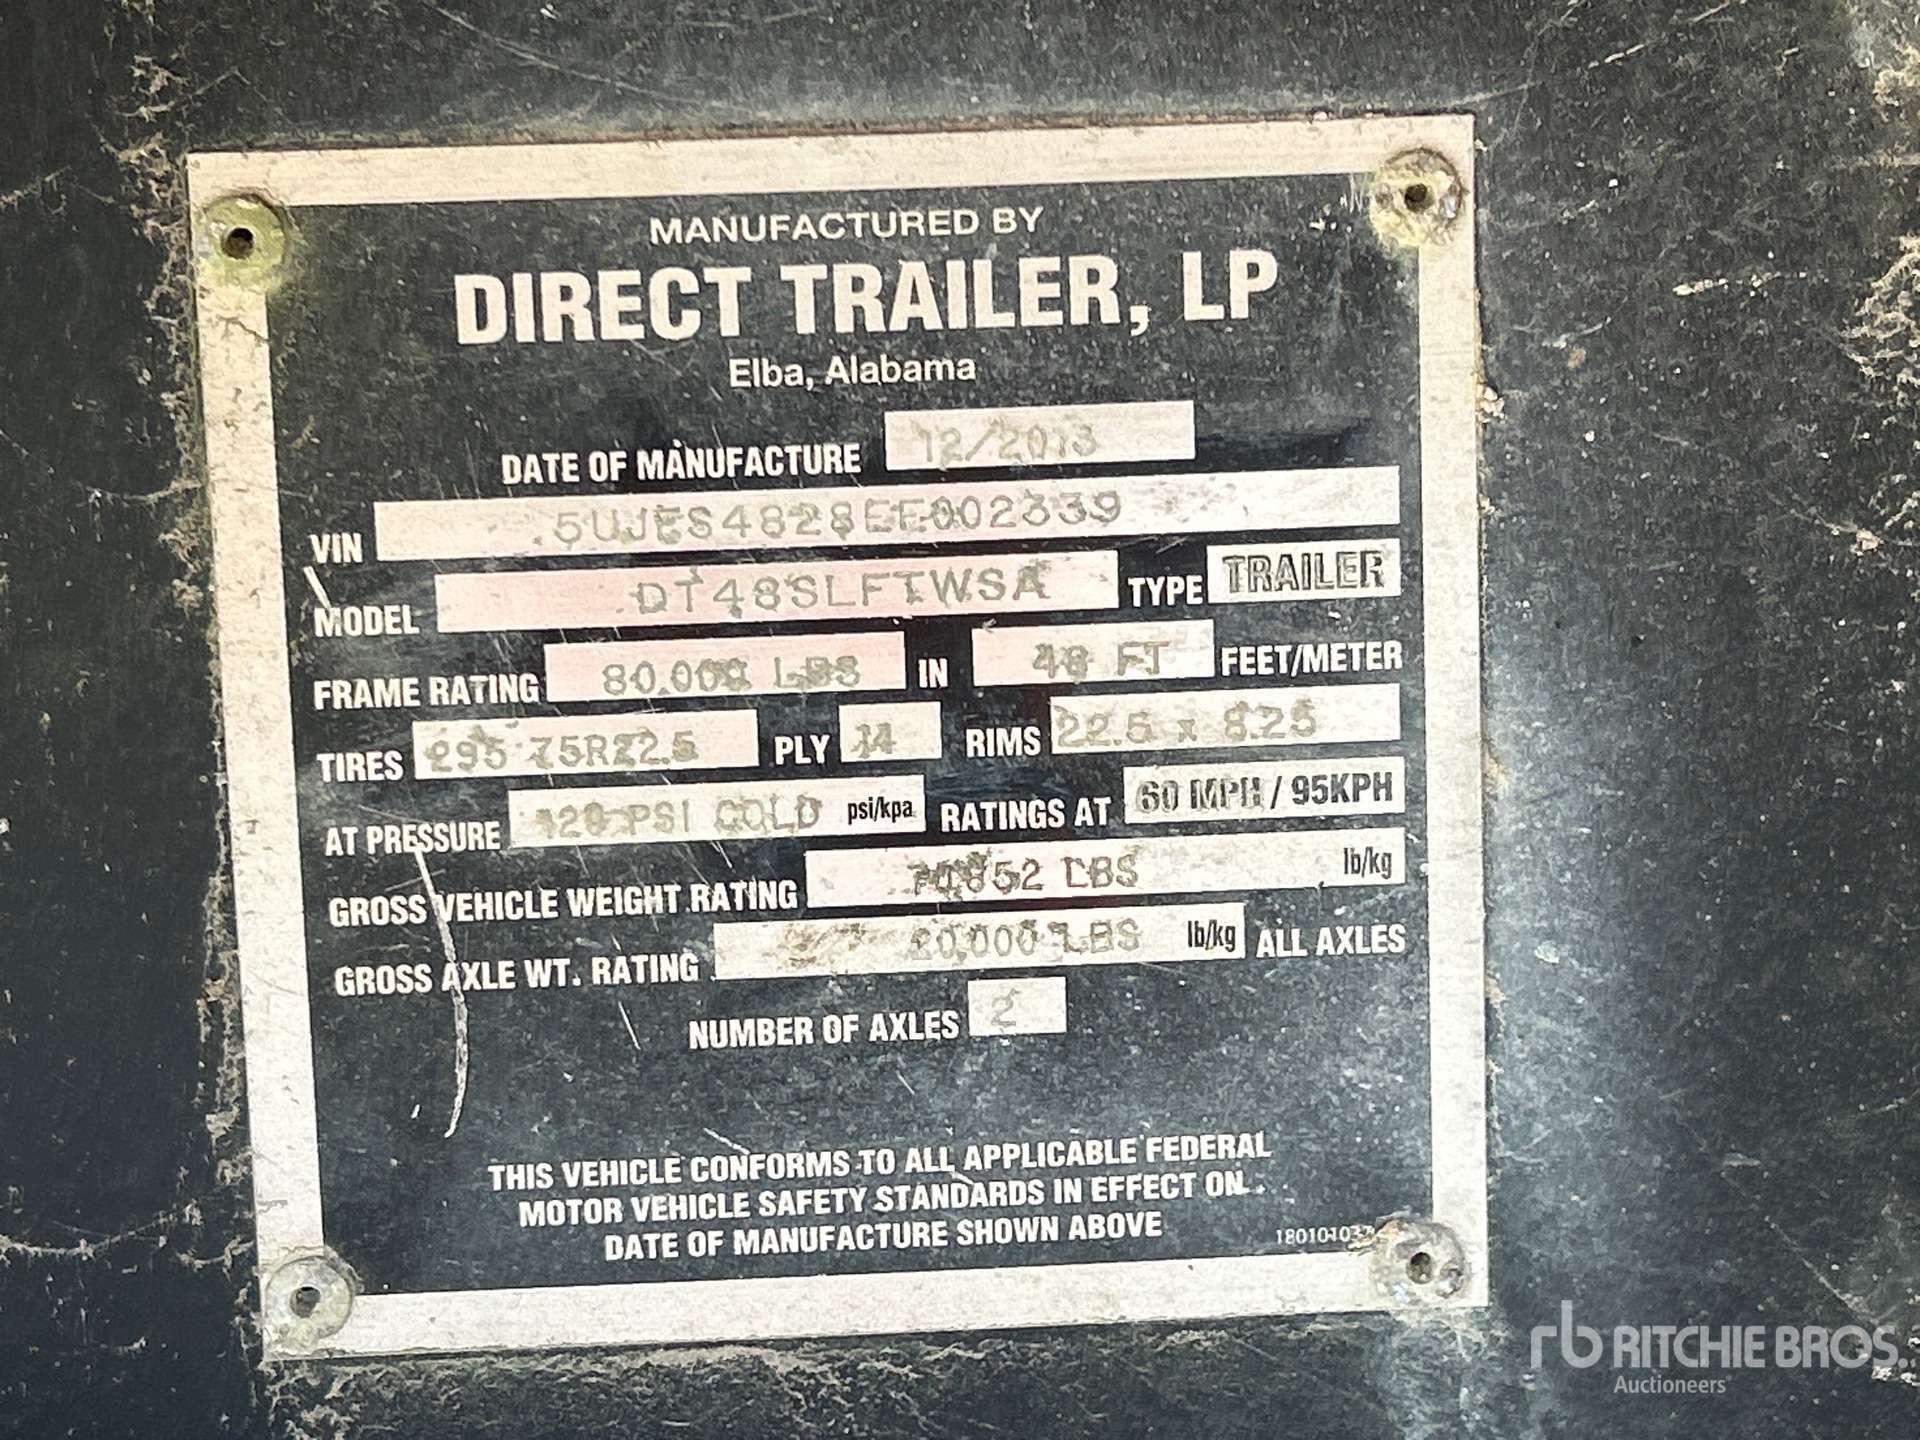 MANUFACTURED BY
DIRECT TRAILER, LP
Elba, Alabama
DATE OF MANUFACTURE 12/2013
VIN 5UJES4828EE002339
MODEL DT48SLFTWSA TYPE TRAILER
FRAME RATING 80,000 LBS IN 48 FT FEET/METER
TIRES 295 75R22.5 PLY 14 RIMS 22.5 x 8.25
AT PRESSURE PSI COLD psi/kpa RATINGS AT 60 MPH / 95KPH
GROSS VEHICLE WEIGHT RATING LBS lb/kg
GROSS AXLE WT. RATING 20,000 LBS lb/kg ALL AXLES
NUMBER OF AXLES 2
THIS VEHICLE CONFORMS TO ALL APPLICABLE FEDERAL
MOTOR VEHICLE SAFETY STANDARDS IN EFFECT ON
DATE OF MANUFACTURE SHOWN ABOVE
rb RITCHIE BROS.
Auctioneers